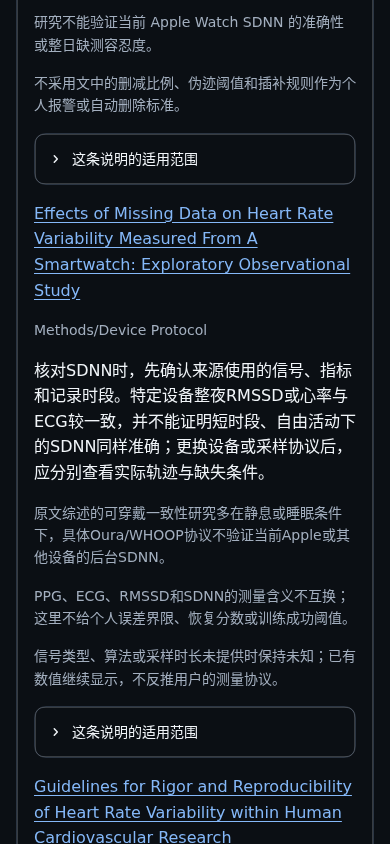 研究不能验证当前 Apple Watch SDNN 的准确性
或整日缺测容忍度。
不采用文中的删减比例、伪迹阈值和插补规则作为个
人报警或自动删除标准。
这条说明的适用范围
Effects of Missing Data on Heart Rate
Variability Measured From A
Smartwatch: Exploratory Observational
Study
Methods/Device Protocol
核对SDNN时，先确认来源使用的信号、指标
和记录时段。特定设备整夜RMSSD或心率与
ECG较一致，并不能证明短时段、自由活动下
的SDNN同样准确；更换设备或采样协议后，
应分别查看实际轨迹与缺失条件。
原文综述的可穿戴一致性研究多在静息或睡眠条件
下，具体Oura/WHOOP协议不验证当前Apple或其
他设备的后台SDNN。
PPG、ECG、RMSSD和SDNN的测量含义不互换；
这里不给个人误差界限、恢复分数或训练成功阈值。
信号类型、算法或采样时长未提供时保持未知；已有
数值继续显示，不反推用户的测量协议。
这条说明的适用范围
Guidelines for Rigor and Reproducibility
of Heart Rate Variability within Human
Cardiovascular Research